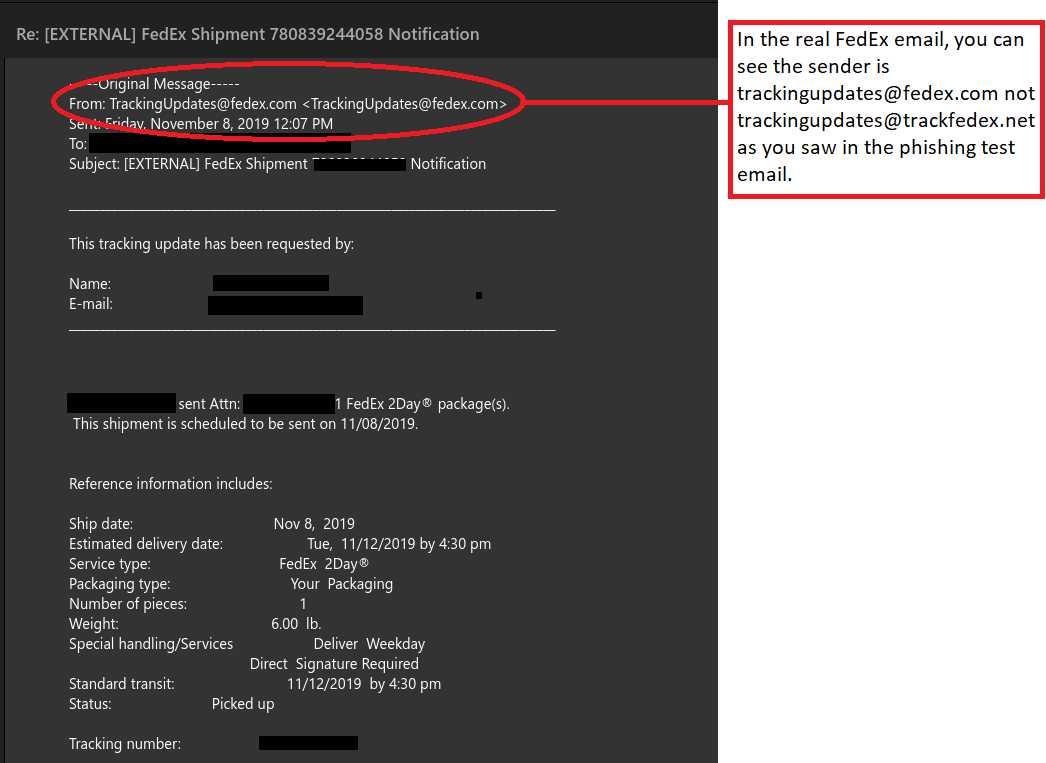 Re: [EXTERNAL] FedEx Shipment 780839244058 Notification
-----Original Message-----
From: TrackingUpdates@fedex.com <TrackingUpdates@fedex.com>
Sent: Friday, November 8, 2019 12:07 PM
To:
Subject: [EXTERNAL] FedEx Shipment Notification
This tracking update has been requested by:
Name:
E-mail:
sent Attn: 1 FedEx 2Day® package(s).
This shipment is scheduled to be sent on 11/08/2019.
Reference information includes:
Ship date: Nov 8, 2019
Estimated delivery date: Tue, 11/12/2019 by 4:30 pm
Service type: FedEx 2Day®
Packaging type: Your Packaging
Number of pieces: 1
Weight: 6.00 lb.
Special handling/Services Deliver Weekday
Direct Signature Required
Standard transit: 11/12/2019 by 4:30 pm
Status: Picked up
Tracking number:
In the real FedEx email, you can
see the sender is
trackingupdates@fedex.com not
trackingupdates@trackfedex.net
as you saw in the phishing test
email.